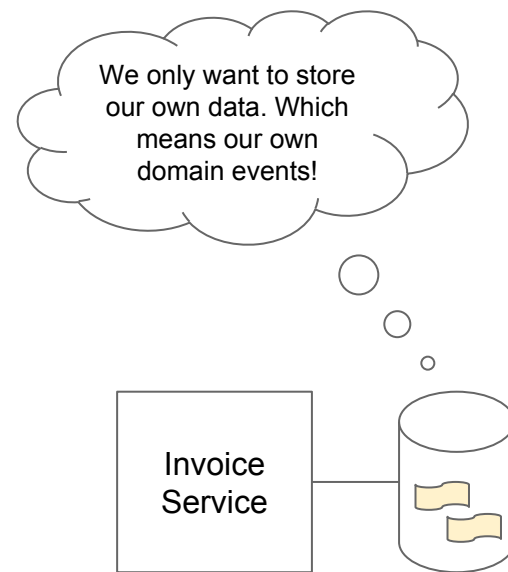 We only want to store
our own data. Which
means our own
domain events!
Invoice
Service